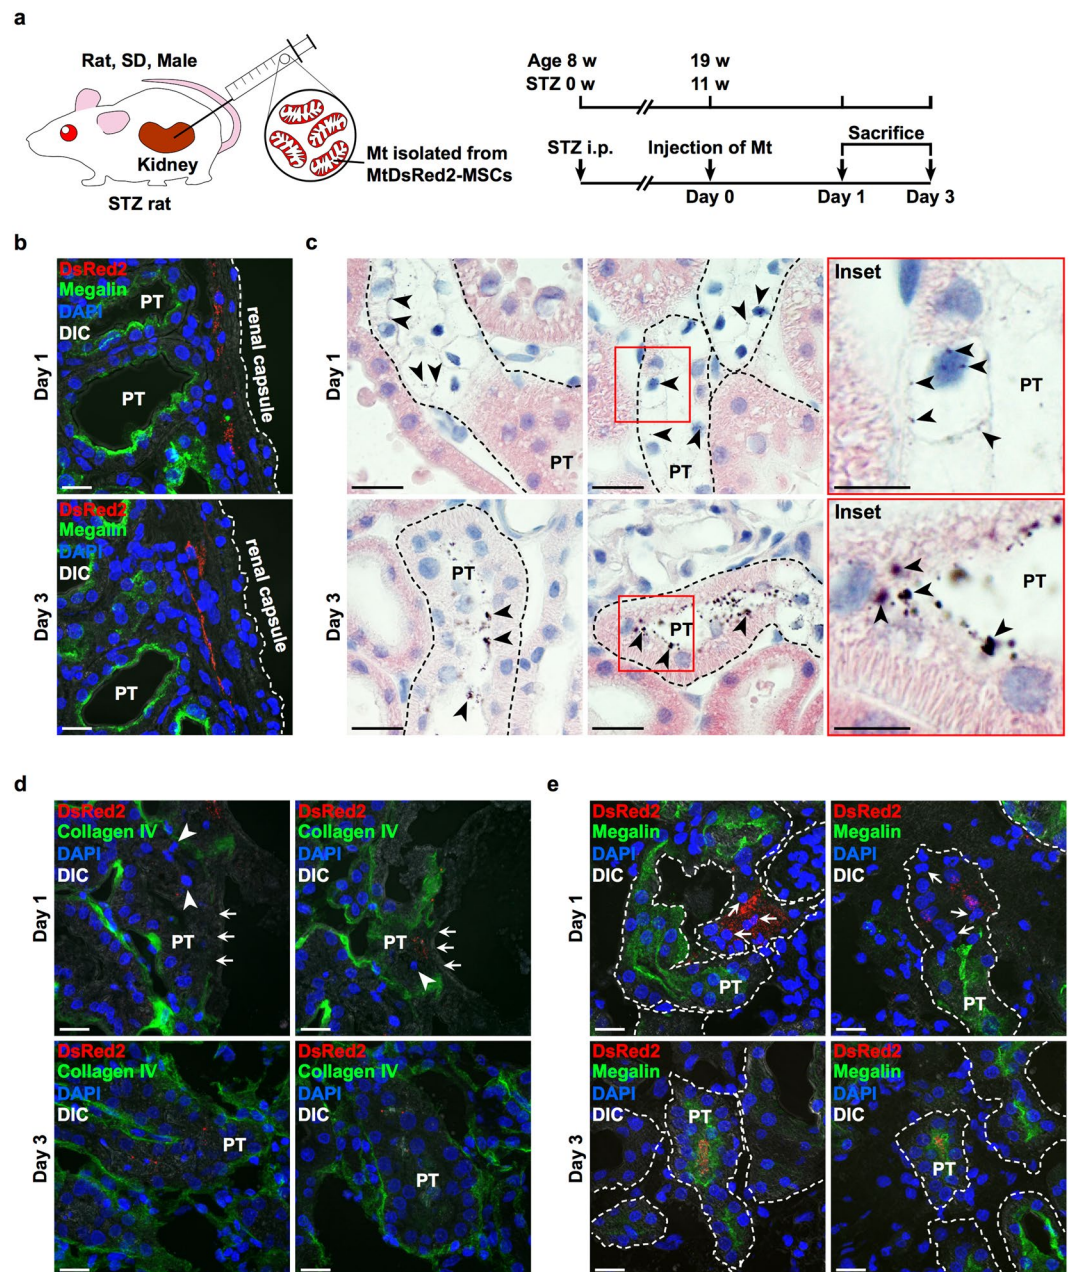 a
Rat, SD, Male
Kidney
STZ rat
Mt isolated from
MtDsRed2-MSCs
Age 8 w
19 w
STZ 0 w
11 w
Sacrifice
STZ i.p.
Injection of Mt
Day 0
Day 1
Day 3
b
Day 1
DsRed2
Megalin
DAPI
DIC
PT
PT
renal capsule
Day 3
DsRed2
Megalin
DAPI
DIC
PT
renal capsule
c
Day 1
PT
PT
Inset
PT
Day 3
PT
PT
Inset
PT
d
Day 1
DsRed2
Collagen IV
DAPI
DIC
PT
DsRed2
Collagen IV
DAPI
DIC
PT
Day 3
DsRed2
Collagen IV
DAPI
DIC
PT
DsRed2
Collagen IV
DAPI
DIC
PT
e
Day 1
DsRed2
Megalin
DAPI
DIC
PT
DsRed2
Megalin
DAPI
DIC
PT
Day 3
DsRed2
Megalin
DAPI
DIC
PT
DsRed2
Megalin
DAPI
DIC
PT